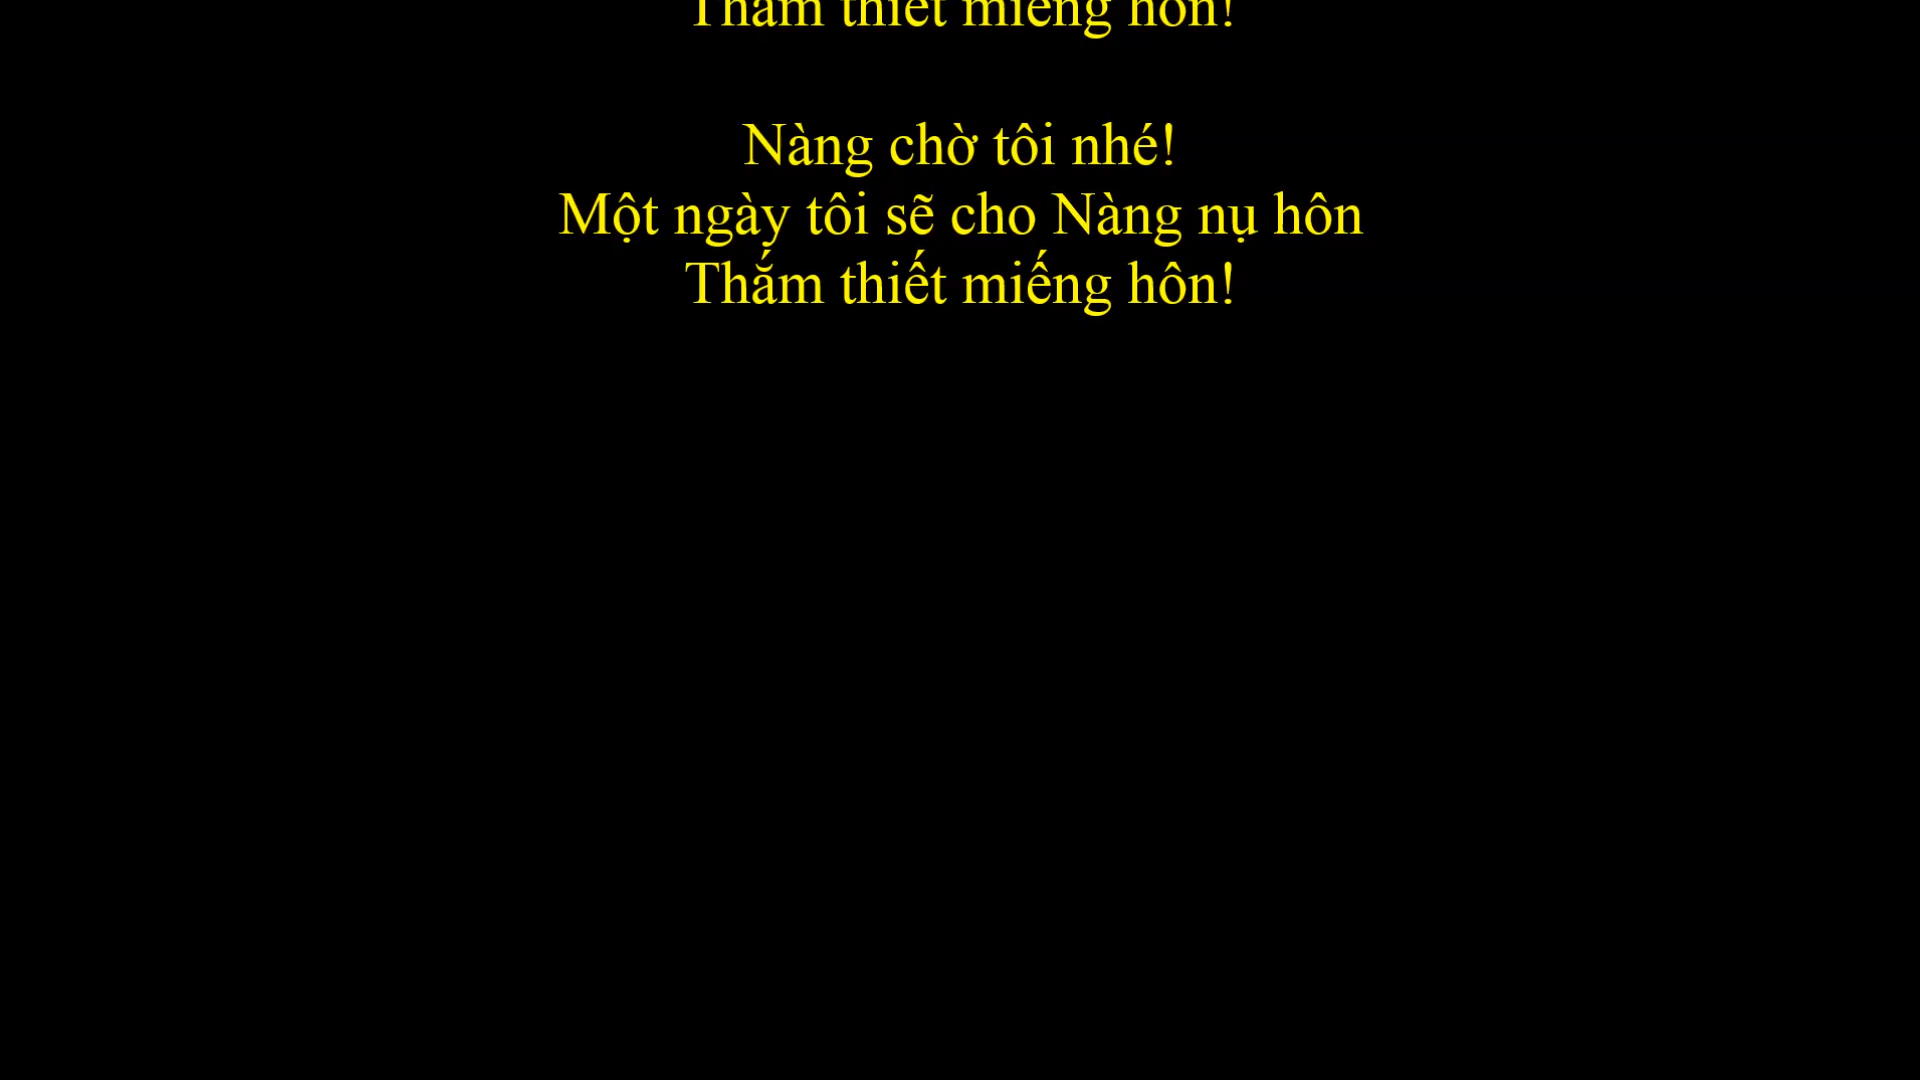 Thắm thiết miếng hôn!
Nàng chờ tôi nhé!
Một ngày tôi sẽ cho Nàng nụ hôn
Thắm thiết miếng hôn!